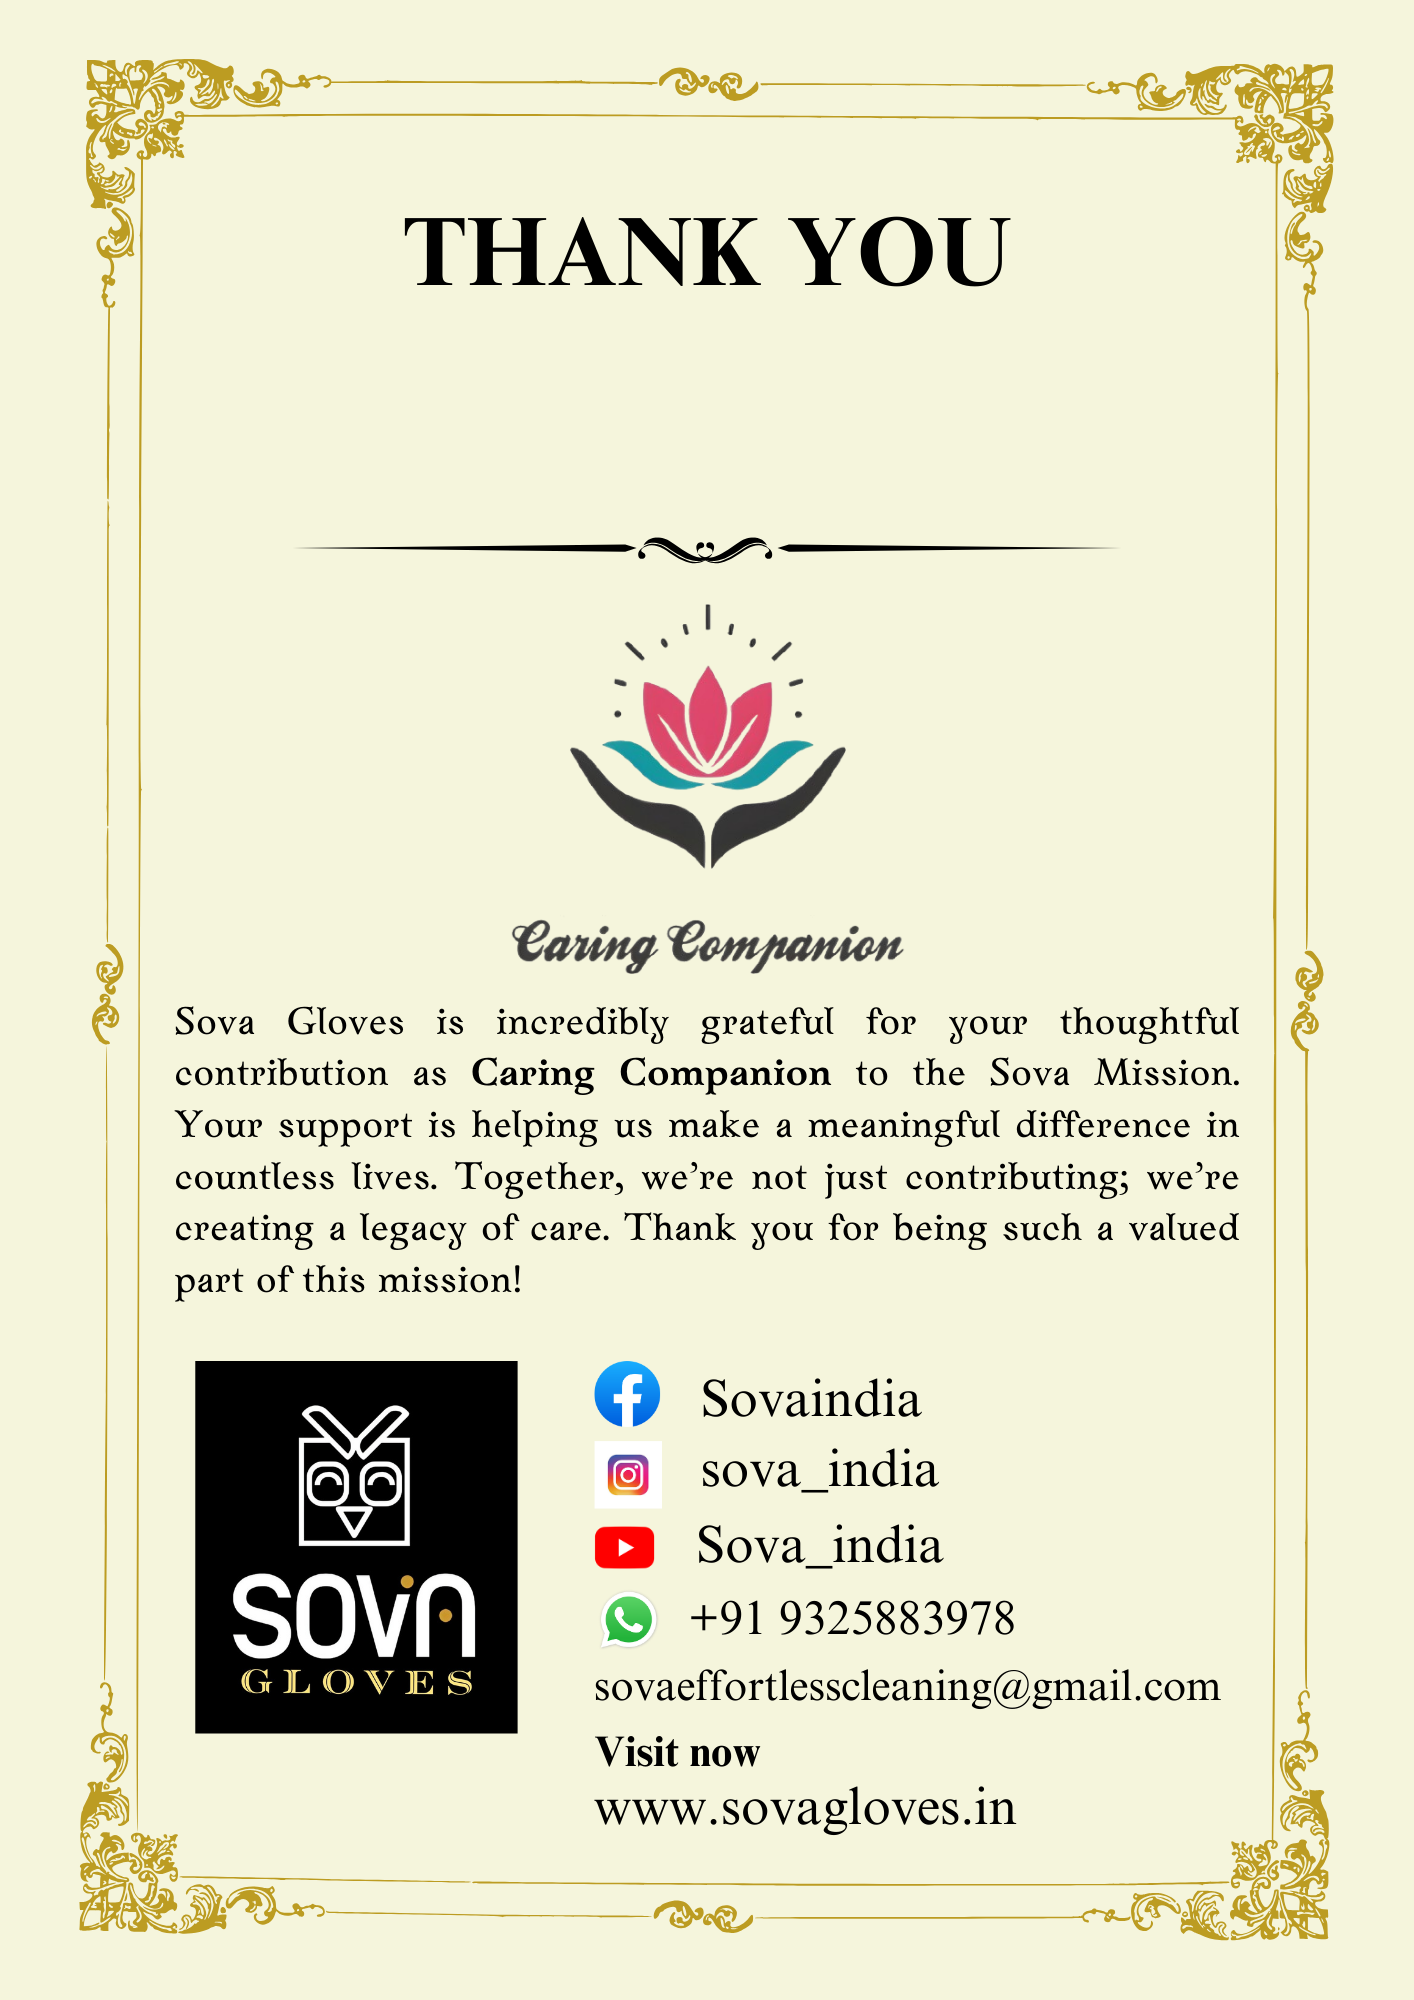 THANK YOU
Caring Companion
Sova Gloves is incredibly grateful for your thoughtful
contribution as Caring Companion to the Sova Mission.
Your support is helping us make a meaningful difference in
countless lives. Together, we’re not just contributing; we’re
creating a legacy of care. Thank you for being such a valued
part of this mission!
SOVA
GLOVES
Sovaindia
sova_india
Sova_india
+91 9325883978
sovaeffortlesscleaning@gmail.com
Visit now
www.sovagloves.in